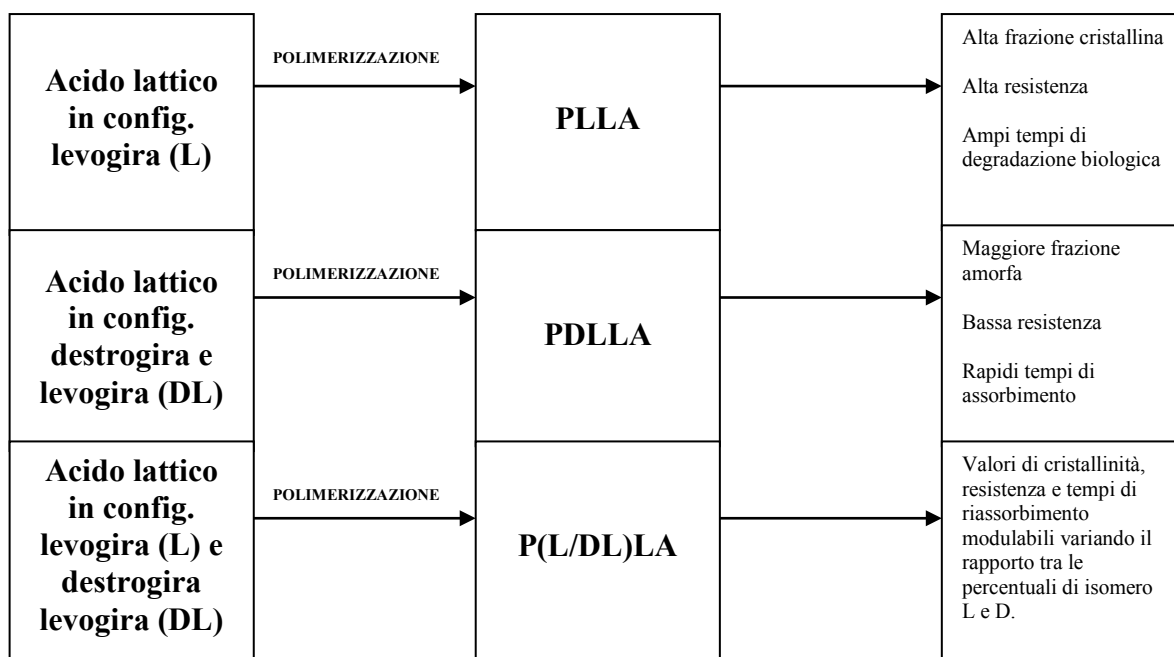 Acido lattico
in config.
levogira (L)
POLIMERIZZAZIONE
PLLA
Alta frazione cristallina
Alta resistenza
Ampi tempi di
degradazione biologica
Acido lattico
in config.
destrogira e
levogira (DL)
POLIMERIZZAZIONE
PDLLA
Maggiore frazione
amorfa
Bassa resistenza
Rapidi tempi di
assorbimento
Acido lattico
in config.
levogira (L) e
destrogira
levogira (DL)
POLIMERIZZAZIONE
P(L/DL)LA
Valori di cristallinità,
resistenza e tempi di
riassorbimento
modulabili variando il
rapporto tra le
percentuali di isomero
L e D.